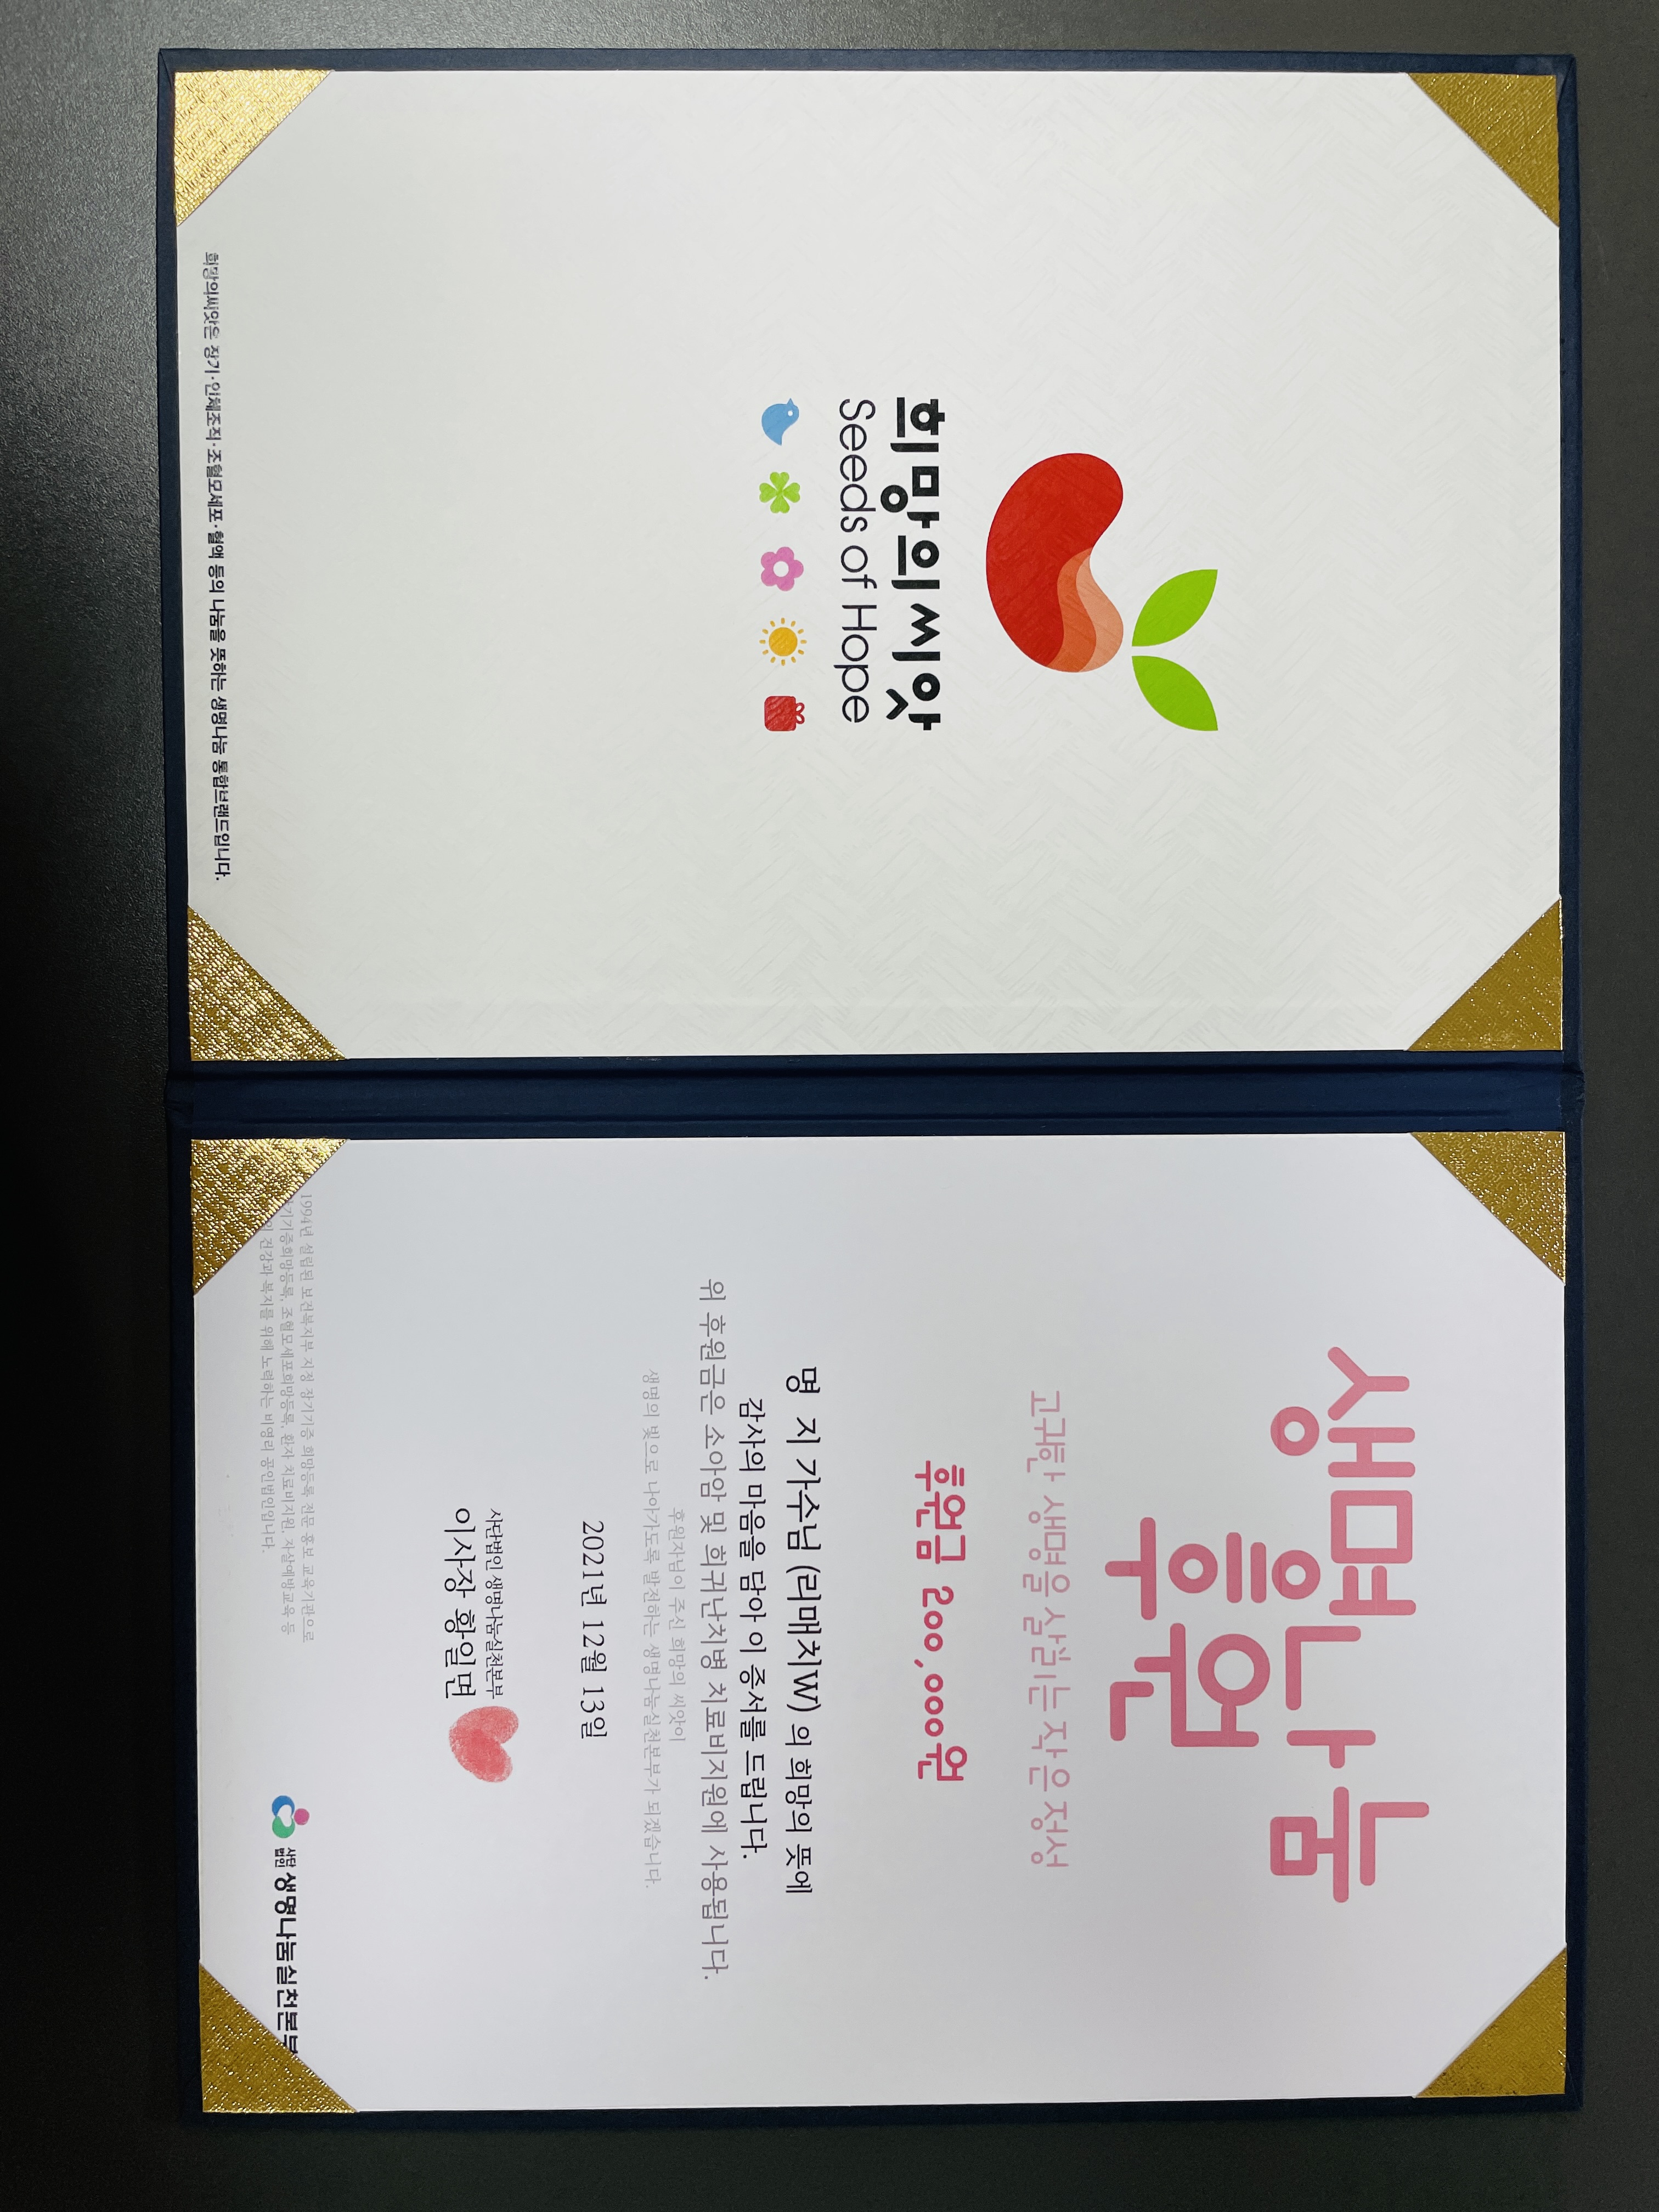 희망의씨앗
Seeds of Hope
희망의씨앗은 장기·인체조직·조혈모세포·혈액 등의 나눔을 뜻하는 생명나눔 통합브랜드입니다.
생명나눔
후원
고귀한 생명을 살리는 작은 정성
후원금 200,000원
명 지 가수님 (리매치W) 의 희망의 뜻에
감사의 마음을 담아 이 증서를 드립니다.
위 후원금은 소아암 및 희귀난치병 치료비지원에 사용됩니다.
후원자님이 주신 희망의 씨앗이
생명의 빛으로 나아가도록 발전하는 생명나눔실천본부가 되겠습니다.
2021년 12월 13일
사단법인 생명나눔실천본부
이사장 황일면
1994년 설립된 보건복지부 지정 장기기증 희망등록 전문 홍보 교육기관으로
장기기증희망등록, 조혈모세포희망등록, 환자 치료비지원, 자살예방교육 등
건강과 복지를 위해 노력하는 비영리 공인법인입니다.
사단법인 생명나눔실천본부